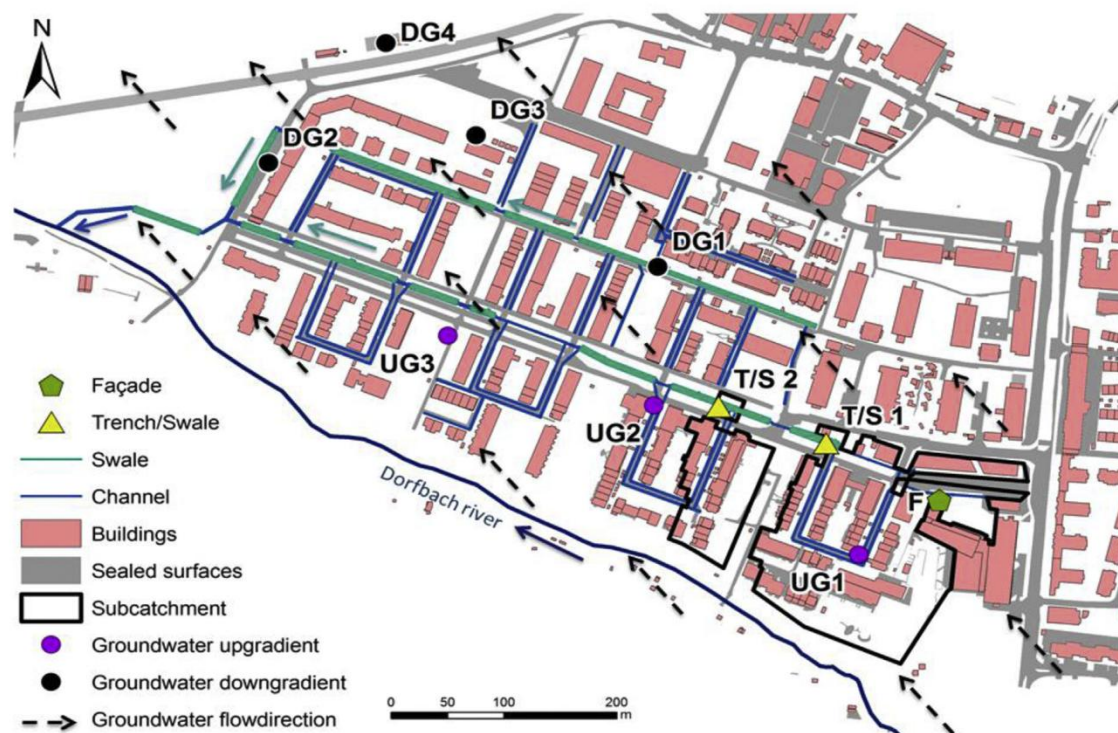 N
DG4
DG3
DG2
DG1
UG3
T/S 2
UG2
T/S 1
F
UG1
Dorfbach river
Façade
Trench/Swale
Swale
Channel
Buildings
Sealed surfaces
Subcatchment
Groundwater upgradient
Groundwater downgradient
Groundwater flowdirection
0 50 100 200
m